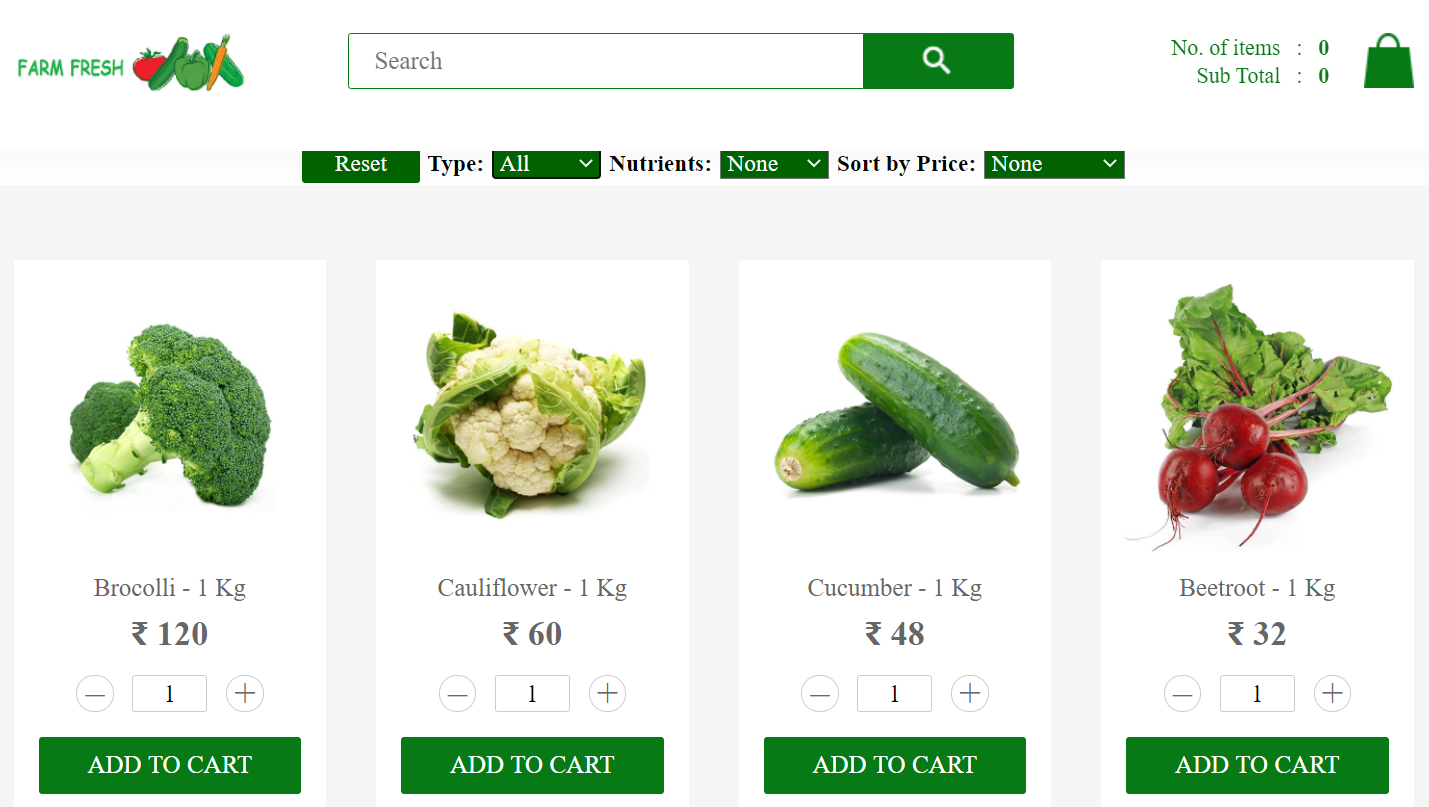 FARM FRESH
Search
No. of items : 0
Sub Total : 0
Reset Type: All Nutrients: None Sort by Price: None
Brocolli - 1 Kg
₹ 120
1
ADD TO CART
Cauliflower - 1 Kg
₹ 60
1
ADD TO CART
Cucumber - 1 Kg
₹ 48
1
ADD TO CART
Beetroot - 1 Kg
₹ 32
1
ADD TO CART